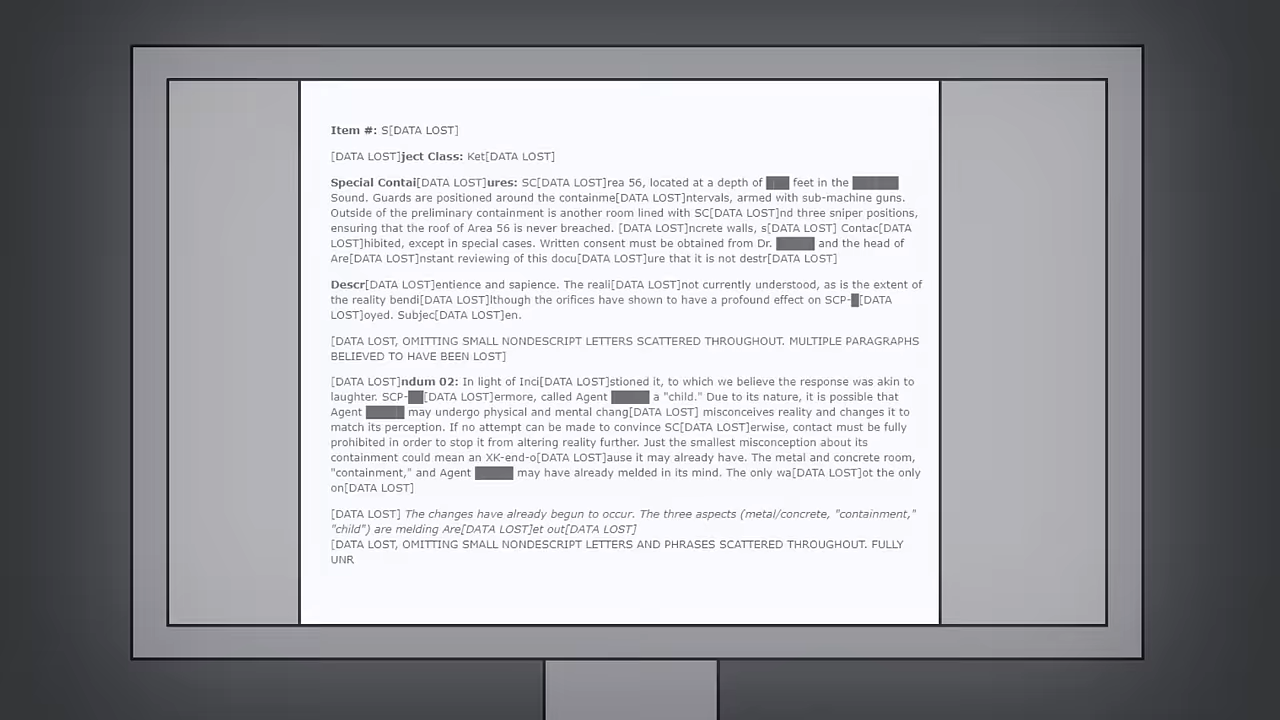 Item #: S[DATA LOST]
[DATA LOST]ject Class: Ket[DATA LOST]
Special Contai[DATA LOST]ures: SC[DATA LOST]rea 56, located at a depth of ███ feet in the ██████
Sound. Guards are positioned around the containme[DATA LOST]ntervals, armed with sub-machine guns.
Outside of the preliminary containment is another room lined with SC[DATA LOST]nd three sniper positions,
ensuring that the roof of Area 56 is never breached. [DATA LOST]ncrete walls, s[DATA LOST] Contac[DATA
LOST]hibited, except in special cases. Written consent must be obtained from Dr. █████ and the head of
Are[DATA LOST]nstant reviewing of this docu[DATA LOST]ure that it is not destr[DATA LOST]
Descr[DATA LOST]entience and sapience. The reali[DATA LOST]not currently understood, as is the extent of
the reality bendi[DATA LOST]lthough the orifices have shown to have a profound effect on SCP-█[DATA
LOST]oyed. Subjec[DATA LOST]en.
[DATA LOST, OMITTING SMALL NONDESCRIPT LETTERS SCATTERED THROUGHOUT. MULTIPLE PARAGRAPHS
BELIEVED TO HAVE BEEN LOST]
[DATA LOST]ndum 02: In light of Inci[DATA LOST]stioned it, to which we believe the response was akin to
laughter. SCP-██[DATA LOST]ermore, called Agent █████ a "child." Due to its nature, it is possible that
Agent █████ may undergo physical and mental chang[DATA LOST] misconceives reality and changes it to
match its perception. If no attempt can be made to convince SC[DATA LOST]erwise, contact must be fully
prohibited in order to stop it from altering reality further. Just the smallest misconception about its
containment could mean an XK-end-o[DATA LOST]ause it may already have. The metal and concrete room,
"containment," and Agent █████ may have already melded in its mind. The only wa[DATA LOST]ot the only
on[DATA LOST]
[DATA LOST] The changes have already begun to occur. The three aspects (metal/concrete, "containment,"
"child") are melding Are[DATA LOST]et out[DATA LOST]
[DATA LOST, OMITTING SMALL NONDESCRIPT LETTERS AND PHRASES SCATTERED THROUGHOUT. FULLY
UNR